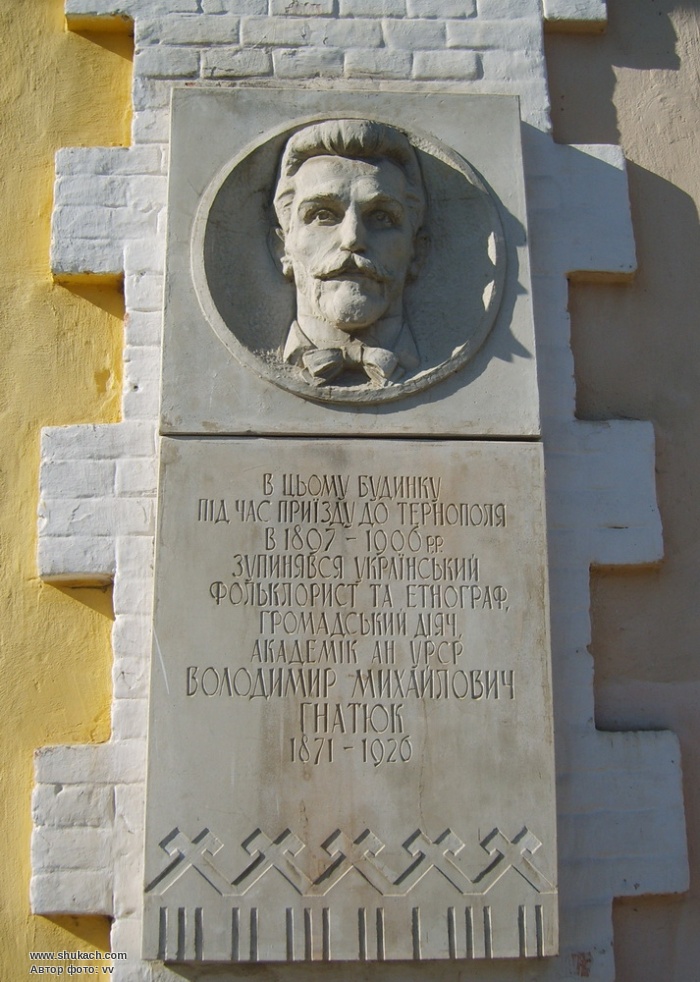 В ЦЬОМУ БУДИНКУ
ПІД ЧАС ПРИЇЗДУ ДО ТЕРНОПОЛЯ
В 1897 – 1906 Р.Р.
ЗУПИНЯВСЯ УКРАЇНСЬКИЙ
ФОЛЬКЛОРИСТ ТА ЕТНОГРАФ,
ГРОМАДСЬКИЙ ДІЯЧ,
АКАДЕМІК АН УРСР
ВОЛОДИМИР МИХАЙЛОВИЧ
ГНАТЮК
1871 – 1926
www.shukach.com
Автор фото: vv